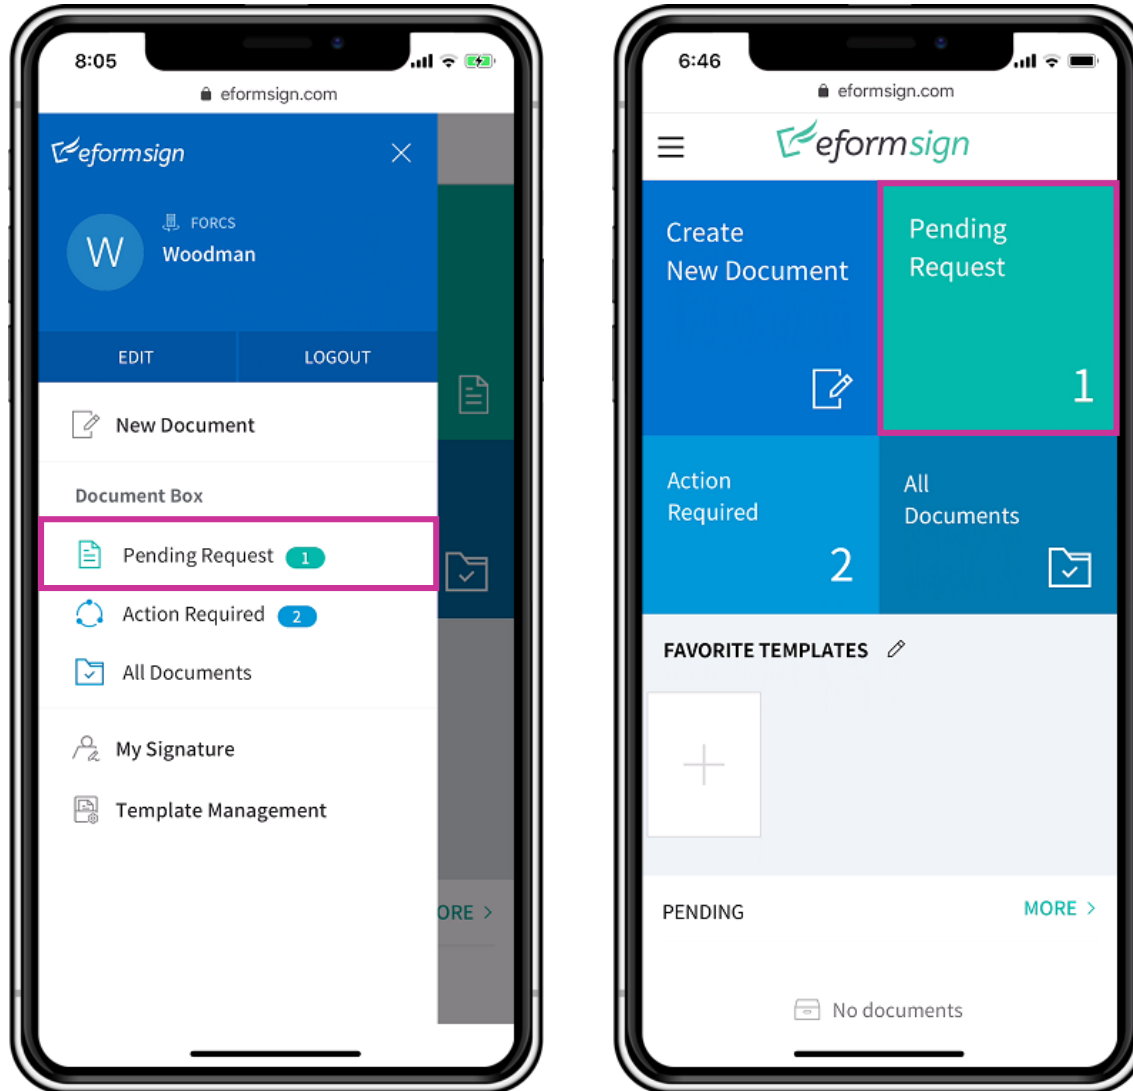 8:05
eformsign.com
eformsign
W
FORCS
Woodman
EDIT
LOGOUT
New Document
Document Box
Pending Request 1
Action Required 2
All Documents
My Signature
Template Management
ORE >
6:46
eformsign.com
eformsign
Create
New Document
Pending
Request
1
Action
Required
2
All
Documents
FAVORITE TEMPLATES
PENDING
MORE >
No documents